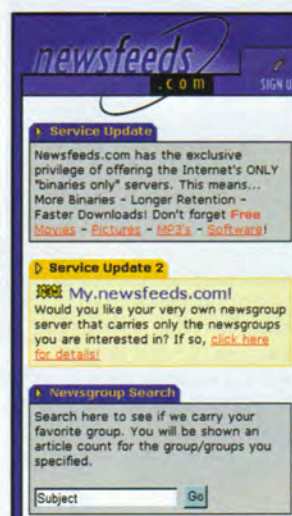 newsfeeds
.com
SIGN U
Service Update
Newsfeeds.com has the exclusive
privilege of offering the Internet's ONLY
"binaries only" servers. This means...
More Binaries - Longer Retention -
Faster Downloads! Don't forget Free
Movies - Pictures - MP3's - Software!
Service Update 2
NEW My.newsfeeds.com!
Would you like your very own newsgroup
server that carries only the newsgroups
you are interested in? If so, click here
for details!
Newsgroup Search
Search here to see if we carry your
favorite group. You will be shown an
article count for the group/groups you
specified.
Subject Go